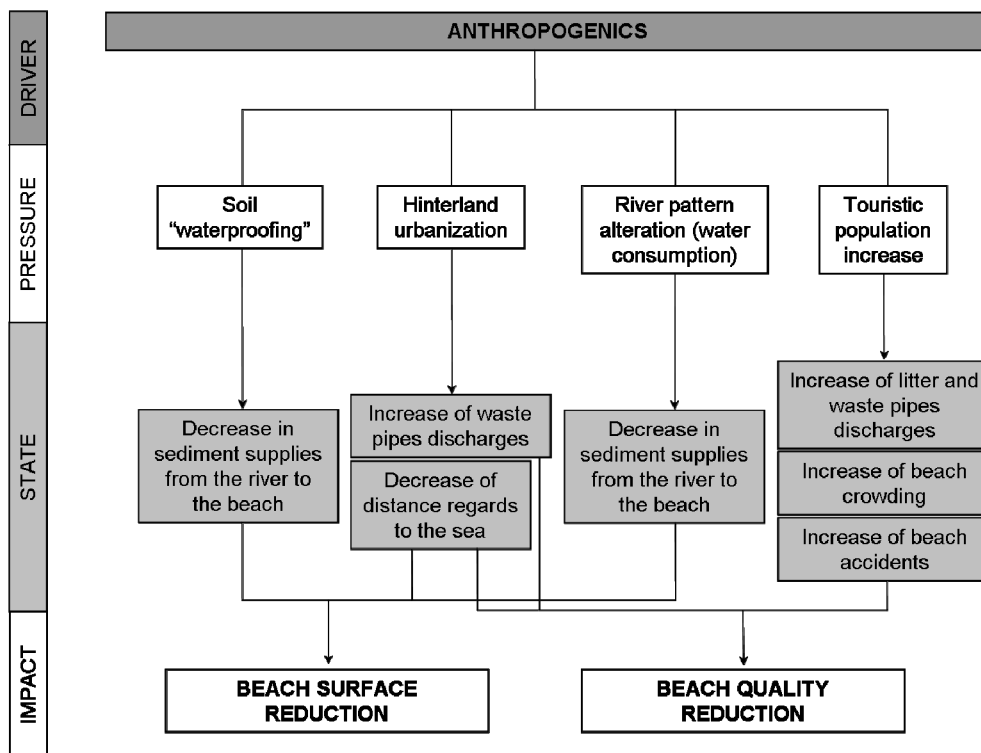 DRIVER
ANTHROPOGENICS
PRESSURE
Soil
“waterproofing”
Hinterland
urbanization
River pattern
alteration (water
consumption)
Touristic
population
increase
STATE
Decrease in
sediment supplies
from the river to
the beach
Increase of waste
pipes discharges
Decrease of
distance regards
to the sea
Decrease in
sediment supplies
from the river to
the beach
Increase of litter and
waste pipes
discharges
Increase of beach
crowding
Increase of beach
accidents
IMPACT
BEACH SURFACE
REDUCTION
BEACH QUALITY
REDUCTION